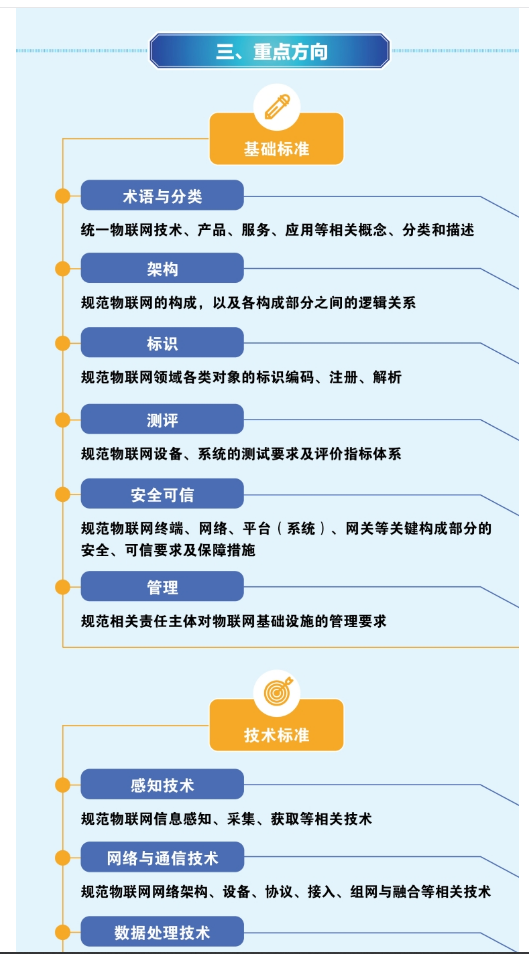 三、重点方向
基础标准
术语与分类
统一物联网技术、产品、服务、应用等相关概念、分类和描述
架构
规范物联网的构成，以及各构成部分之间的逻辑关系
标识
规范物联网领域各类对象的标识编码、注册、解析
测评
规范物联网设备、系统的测试要求及评价指标体系
安全可信
规范物联网终端、网络、平台（系统）、网关等关键构成部分的
安全、可信要求及保障措施
管理
规范相关责任主体对物联网基础设施的管理要求
技术标准
感知技术
规范物联网信息感知、采集、获取等相关技术
网络与通信技术
规范物联网网络架构、设备、协议、接入、组网与融合等相关技术
数据处理技术